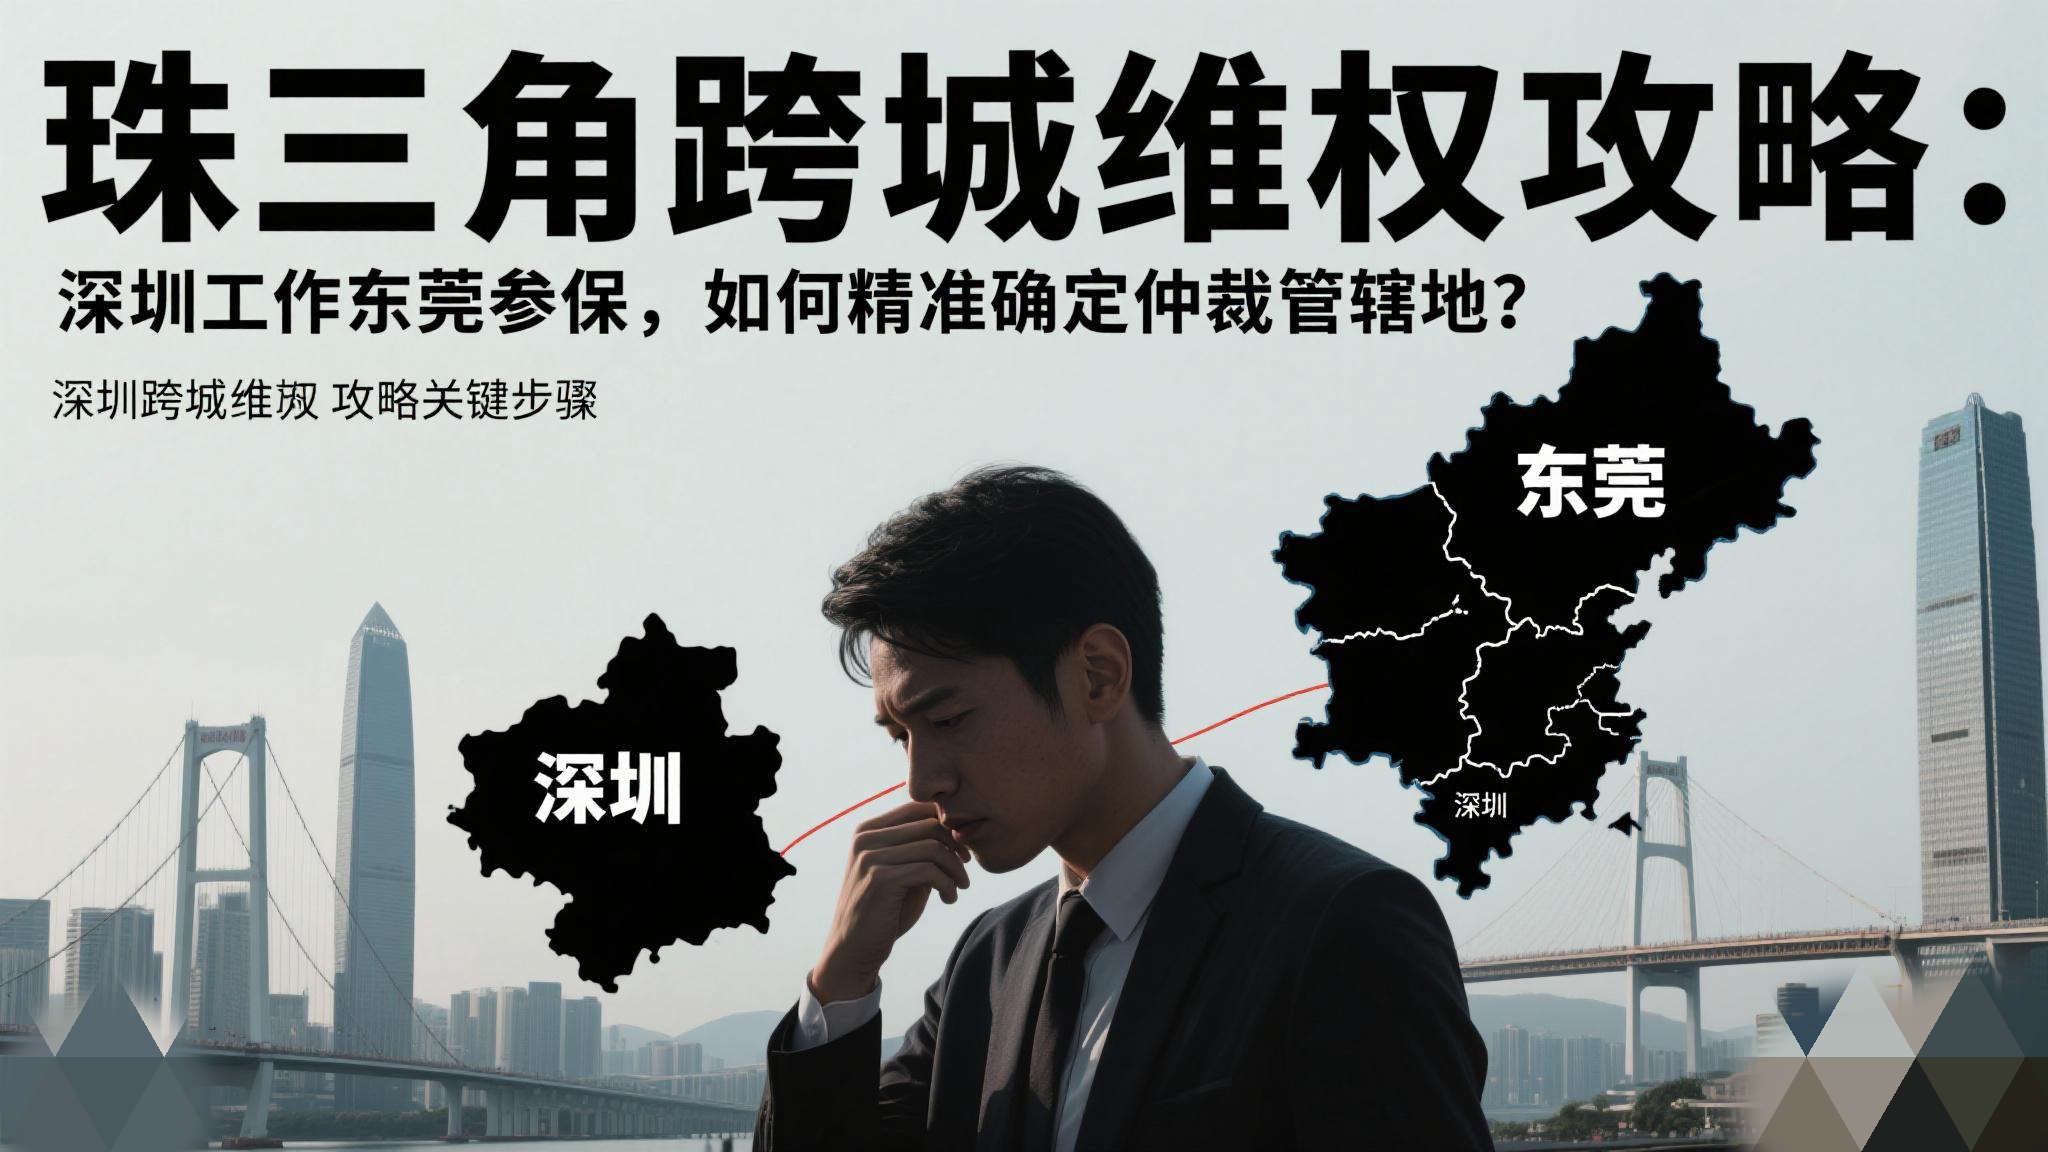 珠三角跨城维权攻略：
深圳工作东莞参保，如何精准确定仲裁管辖地？
深圳跨城维 攻略关键步骤
东莞
深圳
深圳